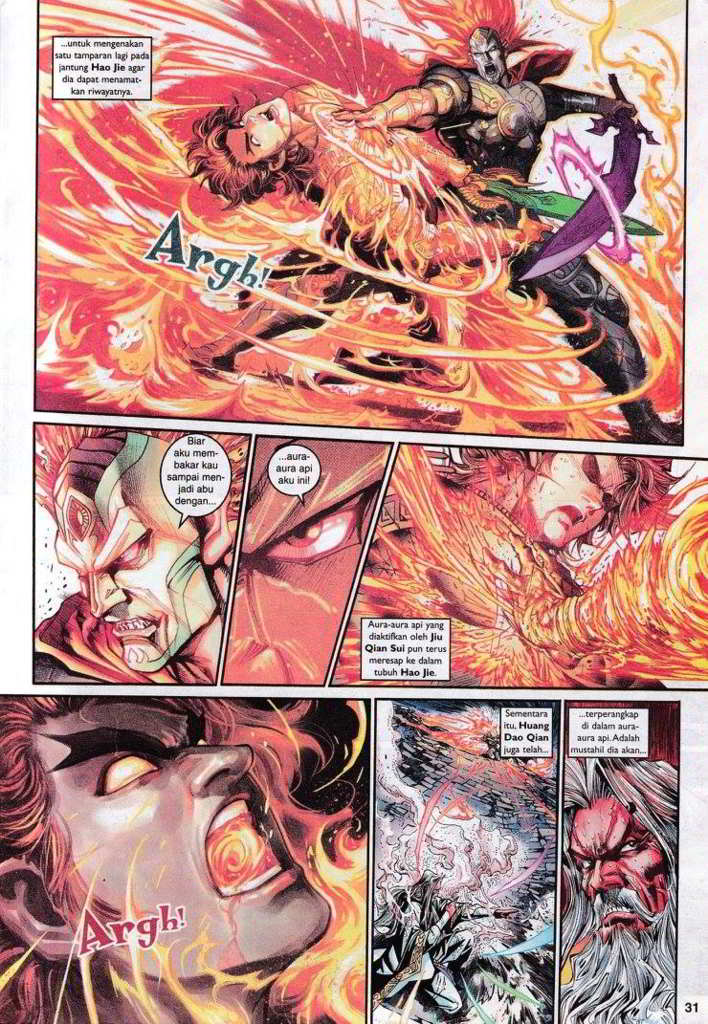 ...untuk mengenakan
satu tamparan lagi pada
jantung Hao Jie agar
dia dapat menamat-
kan riwayatnya.
Argh!
Biar
aku mem-
bakar kau
sampai men-
jadi abu
dengan...
...aura-
aura api
aku ini!
Aura-aura api yang
diaktifkan oleh Jiu
Qian Sui pun terus
meresap ke dalam
tubuh Hao Jie.
Argh!
Sementara
itu, Huang
Dao Qian
juga telah...
...terperangkap
di dalam aura-
aura api. Adalah
mustahil dia akan...
31